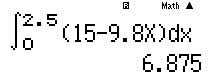 R Math ▲
∫₀^2.5(15-9.8X)dx
6.875